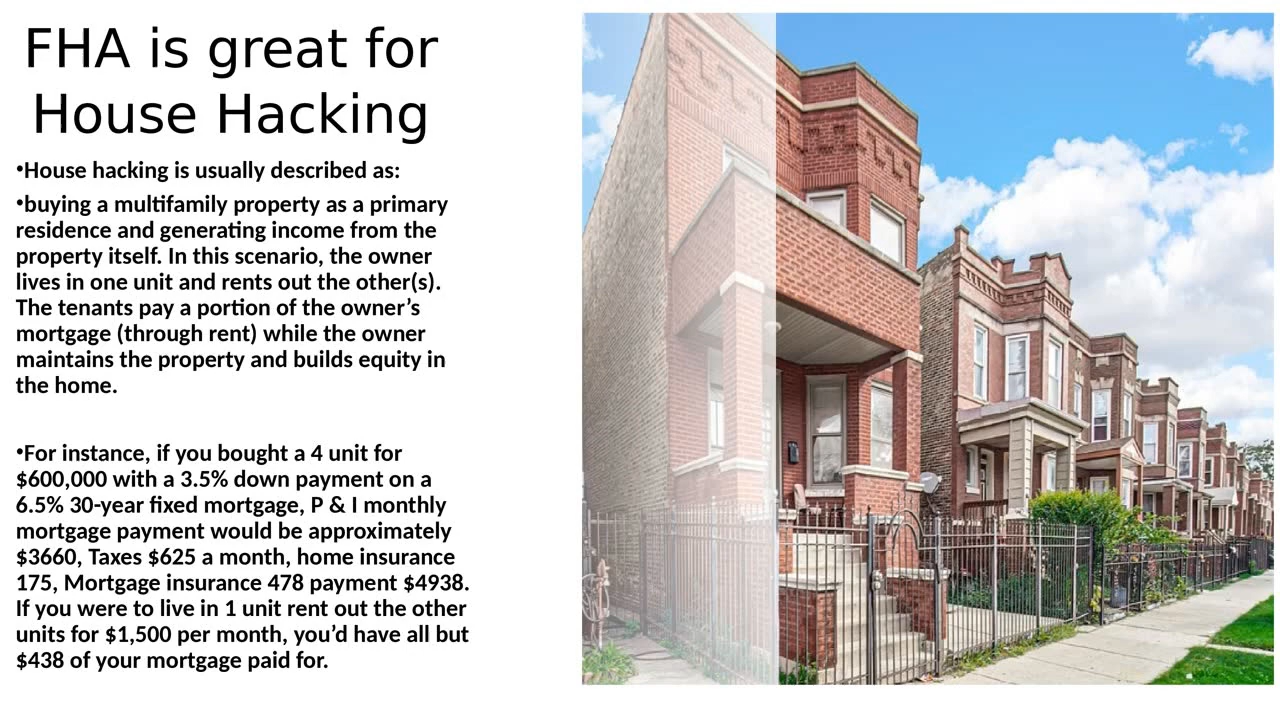 FHA is great for
House Hacking
•House hacking is usually described as:
•buying a multifamily property as a primary
residence and generating income from the
property itself. In this scenario, the owner
lives in one unit and rents out the other(s).
The tenants pay a portion of the owner’s
mortgage (through rent) while the owner
maintains the property and builds equity in
the home.
•For instance, if you bought a 4 unit for
$600,000 with a 3.5% down payment on a
6.5% 30-year fixed mortgage, P & I monthly
mortgage payment would be approximately
$3660, Taxes $625 a month, home insurance
175, Mortgage insurance 478 payment $4938.
If you were to live in 1 unit rent out the other
units for $1,500 per month, you’d have all but
$438 of your mortgage paid for.